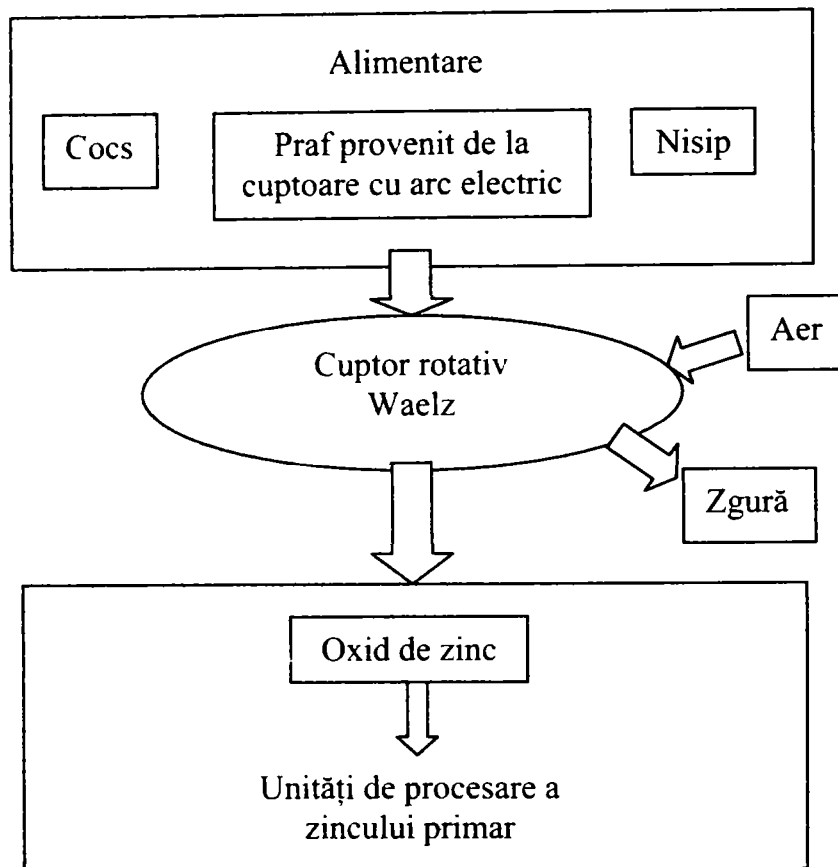 Alimentare
Cocs
Praf provenit de la
cuptoare cu arc electric
Nisip
Aer
Cuptor rotativ
Waelz
Zgură
Oxid de zinc
Unități de procesare a
zincului primar